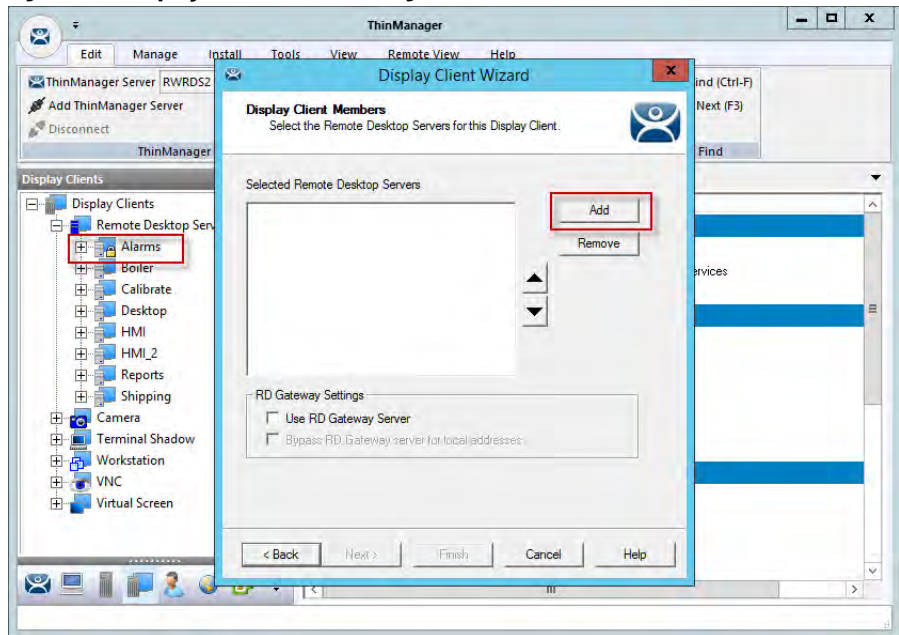 ThinManager
Edit Manage Install Tools View Remote View Help
ThinManager Server RWRDS2
Add ThinManager Server
Disconnect
ThinManager
ind (Ctrl-F)
Next (F3)
Find
Display Clients
Display Clients
Remote Desktop Serv
Alarms
Boiler
Calibrate
Desktop
HMI
HMI_2
Reports
Shipping
Camera
Terminal Shadow
Workstation
VNC
Virtual Screen
Display Client Wizard
x
Display Client Members
Select the Remote Desktop Servers for this Display Client.
Selected Remote Desktop Servers
Add
Remove
RD Gateway Settings
Use RD Gateway Server
Bypass RD Gateway server for local addresses
< Back Next > Finish Cancel Help
ervices